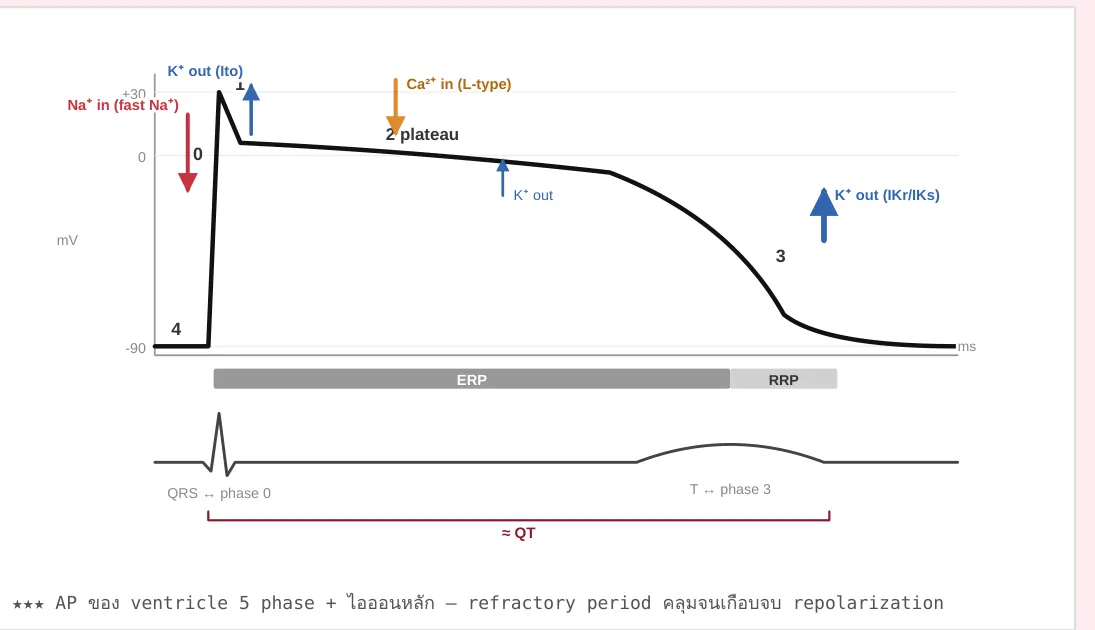 K⁺ out (Ito)
1
Ca²⁺ in (L-type)
+30
Na⁺ in (fast Na⁺)
2 plateau
0
0
K⁺ out
K⁺ out (IKr/IKs)
mV
3
4
-90
ms
ERP
RRP
QRS ↔ phase 0
T ↔ phase 3
≈ QT
★★★ AP ของ ventricle 5 phase + ไอออนหลัก — refractory period คลุมจนเกือบจบ repolarization